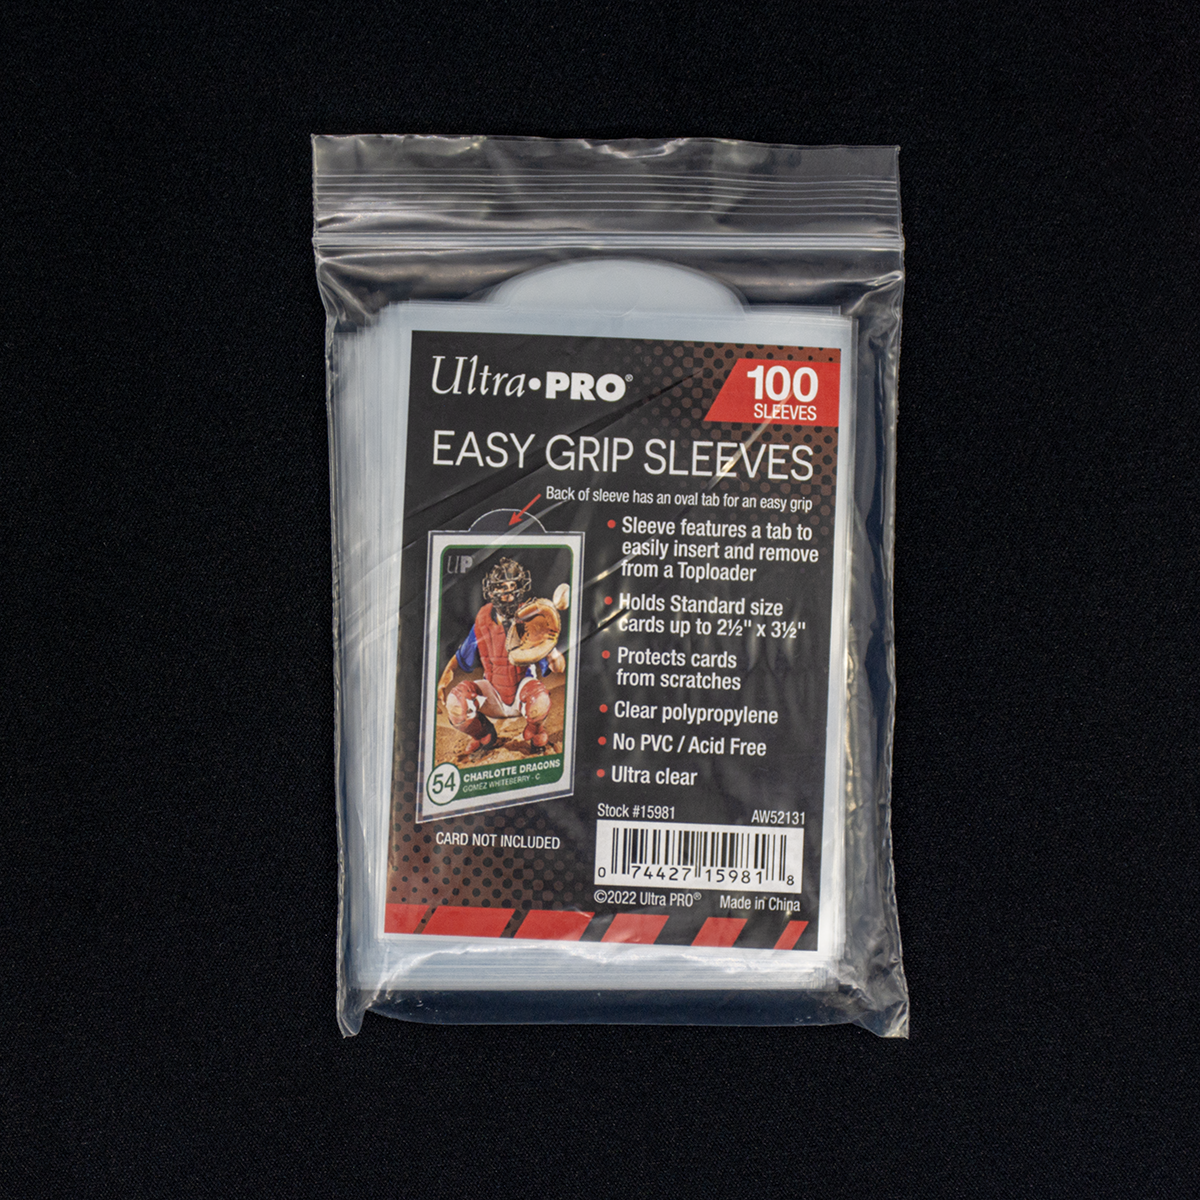 Ultra•PRO®
100
SLEEVES
EASY GRIP SLEEVES
Back of sleeve has an oval tab for an easy grip
• Sleeve features a tab to
easily insert and remove
from a Toploader
• Holds Standard size
cards up to 2½" x 3½"
• Protects cards
from scratches
• Clear polypropylene
• No PVC / Acid Free
• Ultra clear
UP
54
CHARLOTTE DRAGONS
GOMEZ WHITEBERRY - C
CARD NOT INCLUDED
Stock #15981 AW52131
0 74427 15981 8
©2022 Ultra PRO® Made in China